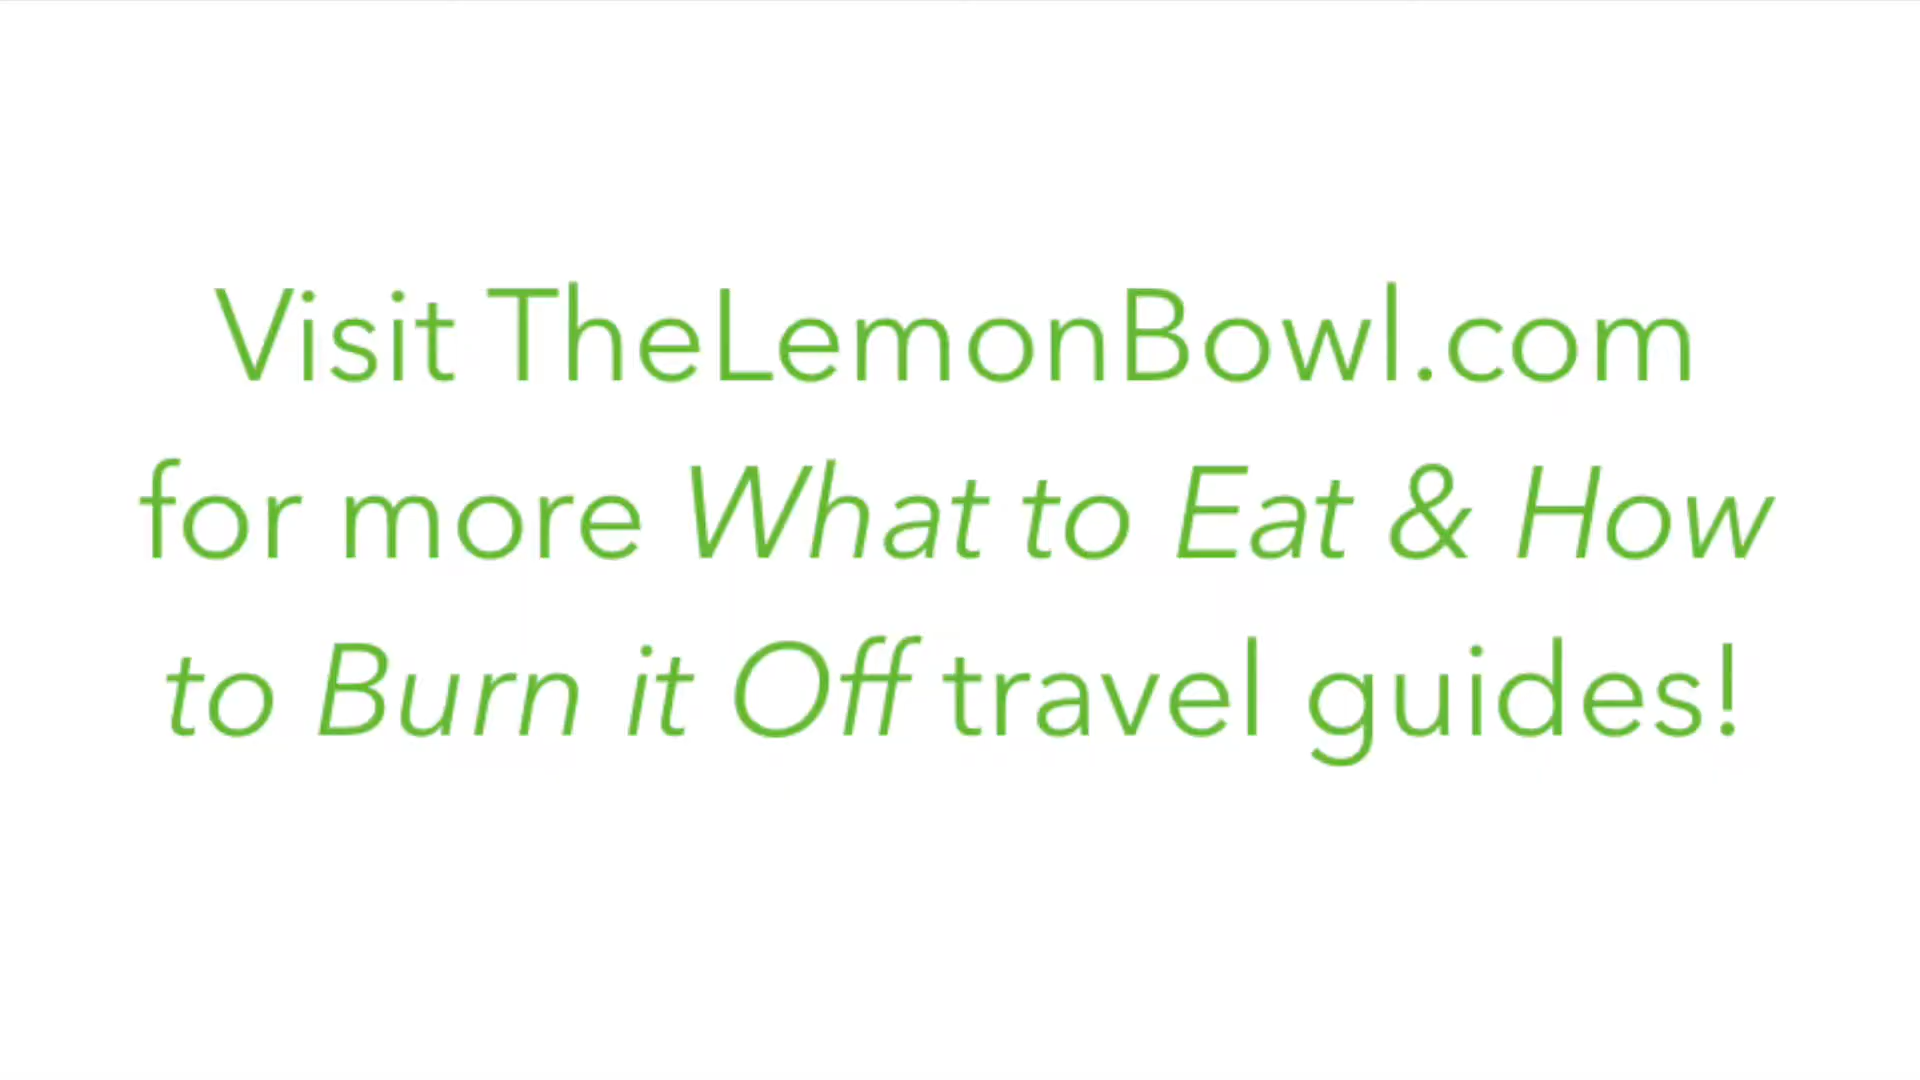 Visit TheLemonBowl.com
for more What to Eat & How
to Burn it Off travel guides!